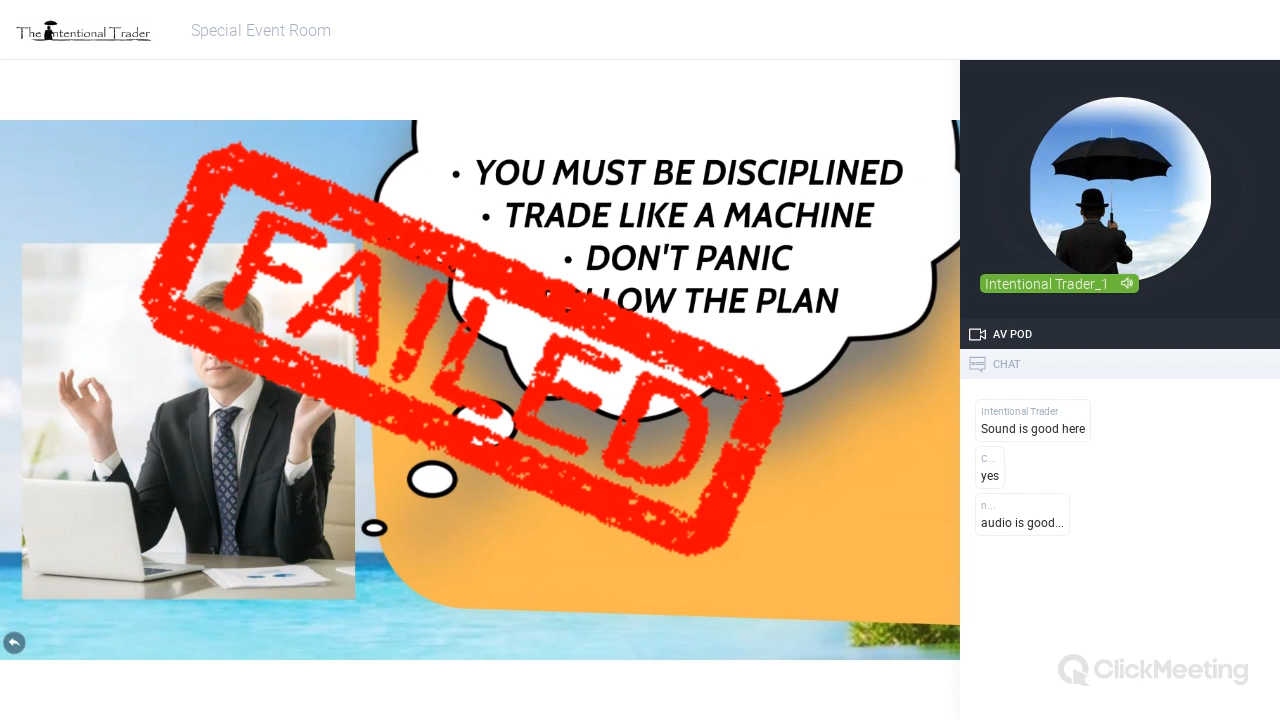 The Intentional Trader
Special Event Room
• YOU MUST BE DISCIPLINED
• TRADE LIKE A MACHINE
• DON'T PANIC
LOW THE PLAN
FAILED
Intentional Trader_1
AV POD
CHAT
Intentional Trader
Sound is good here
c...
yes
n...
audio is good...
ClickMeeting